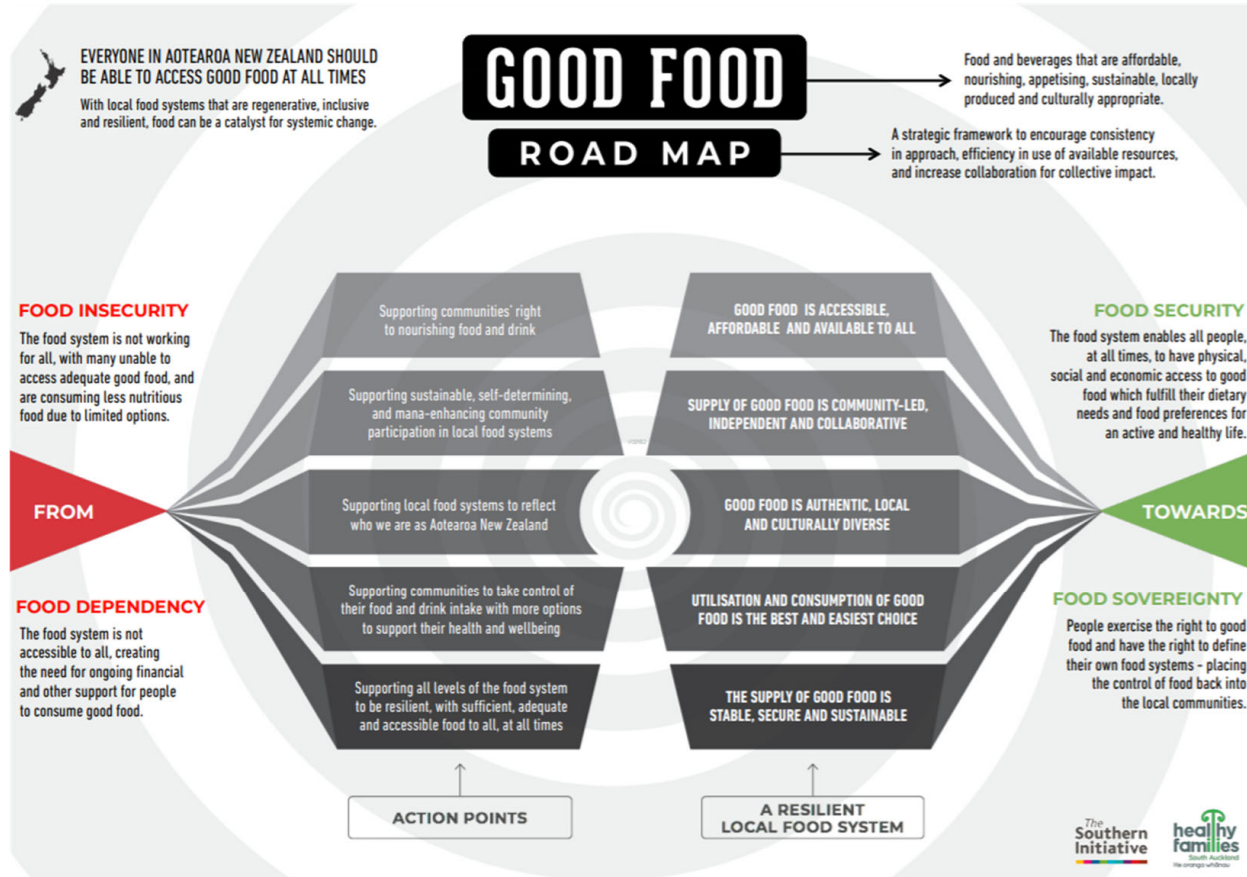 EVERYONE IN AOTEAROA NEW ZEALAND SHOULD
BE ABLE TO ACCESS GOOD FOOD AT ALL TIMES
With local food systems that are regenerative, inclusive
and resilient, food can be a catalyst for systemic change.
GOOD FOOD
ROAD MAP
Food and beverages that are affordable,
nourishing, appetising, sustainable, locally
produced and culturally appropriate.
A strategic framework to encourage consistency
in approach, efficiency in use of available resources,
and increase collaboration for collective impact.
FOOD INSECURITY
The food system is not working
for all, with many unable to
access adequate good food, and
are consuming less nutritious
food due to limited options.
FROM
FOOD DEPENDENCY
The food system is not
accessible to all, creating
the need for ongoing financial
and other support for people
to consume good food.
Supporting communities' right
to nourishing food and drink
Supporting sustainable, self-determining,
and mana-enhancing community
participation in local food systems
Supporting local food systems to reflect
who we are as Aotearoa New Zealand
Supporting communities to take control of
their food and drink intake with more options
to support their health and wellbeing
Supporting all levels of the food system
to be resilient, with sufficient, adequate
and accessible food to all, at all times
ACTION POINTS
GOOD FOOD IS ACCESSIBLE,
AFFORDABLE AND AVAILABLE TO ALL
SUPPLY OF GOOD FOOD IS COMMUNITY-LED,
INDEPENDENT AND COLLABORATIVE
GOOD FOOD IS AUTHENTIC, LOCAL
AND CULTURALLY DIVERSE
UTILISATION AND CONSUMPTION OF GOOD
FOOD IS THE BEST AND EASIEST CHOICE
THE SUPPLY OF GOOD FOOD IS
STABLE, SECURE AND SUSTAINABLE
A RESILIENT
LOCAL FOOD SYSTEM
FOOD SECURITY
The food system enables all people,
at all times, to have physical,
social and economic access to good
food which fulfill their dietary
needs and food preferences for
an active and healthy life.
TOWARDS
FOOD SOVEREIGNTY
People exercise the right to good
food and have the right to define
their own food systems - placing
the control of food back into
the local communities.
The
Southern
Initiative
healthy
families
South Auckland
He oranga whānau